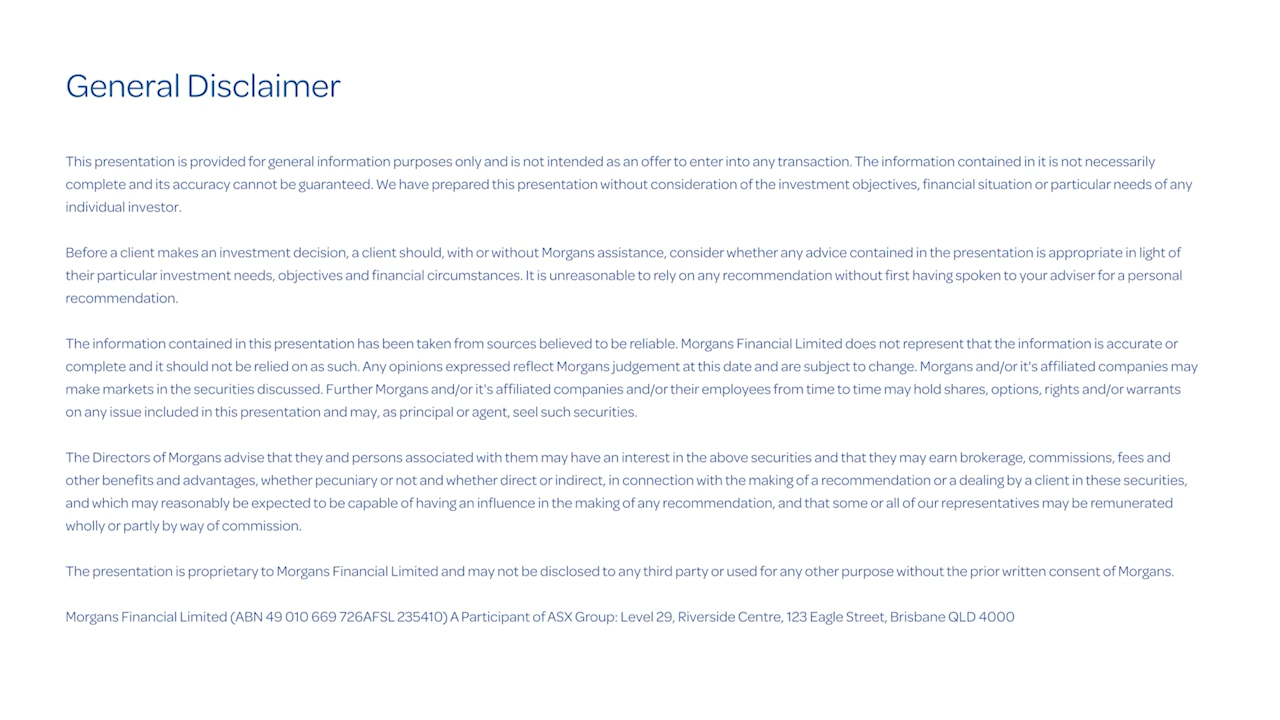 General Disclaimer
This presentation is provided for general information purposes only and is not intended as an offer to enter into any transaction. The information contained in it is not necessarily
complete and its accuracy cannot be guaranteed. We have prepared this presentation without consideration of the investment objectives, financial situation or particular needs of any
individual investor.
Before a client makes an investment decision, a client should, with or without Morgans assistance, consider whether any advice contained in the presentation is appropriate in light of
their particular investment needs, objectives and financial circumstances. It is unreasonable to rely on any recommendation without first having spoken to your adviser for a personal
recommendation.
The information contained in this presentation has been taken from sources believed to be reliable. Morgans Financial Limited does not represent that the information is accurate or
complete and it should not be relied on as such. Any opinions expressed reflect Morgans judgement at this date and are subject to change. Morgans and/or it's affiliated companies may
make markets in the securities discussed. Further Morgans and/or it's affiliated companies and/or their employees from time to time may hold shares, options, rights and/or warrants
on any issue included in this presentation and may, as principal or agent, seel such securities.
The Directors of Morgans advise that they and persons associated with them may have an interest in the above securities and that they may earn brokerage, commissions, fees and
other benefits and advantages, whether pecuniary or not and whether direct or indirect, in connection with the making of a recommendation or a dealing by a client in these securities,
and which may reasonably be expected to be capable of having an influence in the making of any recommendation, and that some or all of our representatives may be remunerated
wholly or partly by way of commission.
The presentation is proprietary to Morgans Financial Limited and may not be disclosed to any third party or used for any other purpose without the prior written consent of Morgans.
Morgans Financial Limited (ABN 49 010 669 726AFSL 235410) A Participant of ASX Group: Level 29, Riverside Centre, 123 Eagle Street, Brisbane QLD 4000